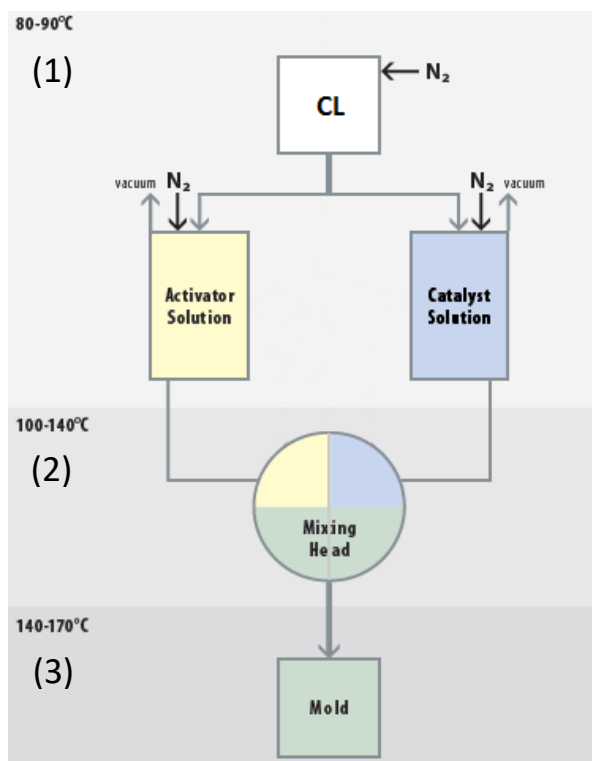 80-90°C
(1)
CL
N₂
vacuum
N₂
N₂
vacuum
Activator
Solution
Catalyst
Solution
100-140°C
(2)
Mixing
Head
140-170°C
(3)
Mold